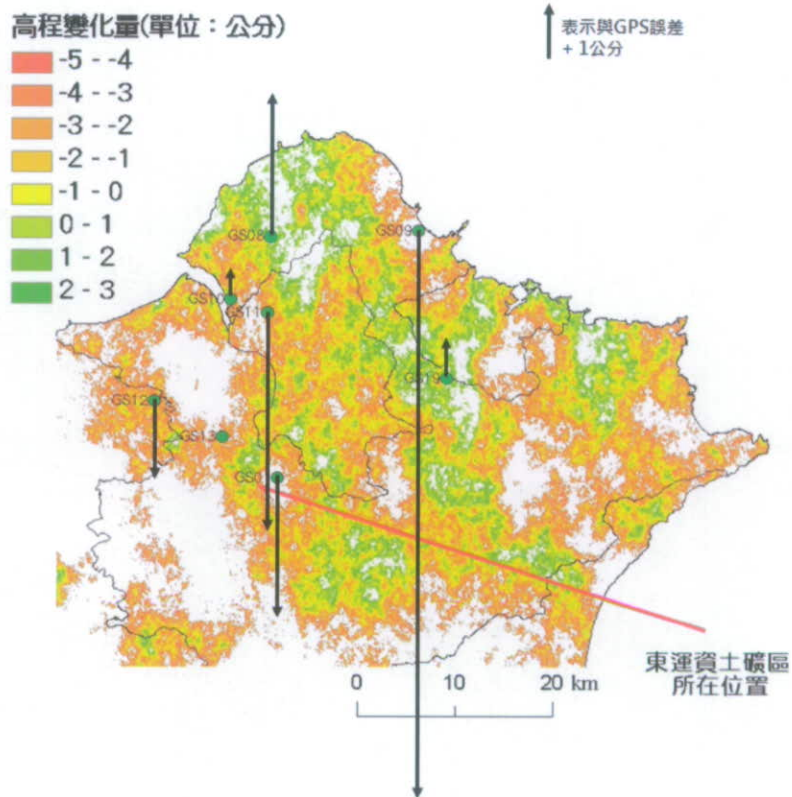 高程變化量(單位：公分)
-5 - -4
-4 - -3
-3 - -2
-2 - -1
-1 - 0
0 - 1
1 - 2
2 - 3
表示與GPS誤差
+ 1公分
GS08
GS09
GS10
GS11
GS12
GS13
東運資土礦區
所在位置
0 10 20 km